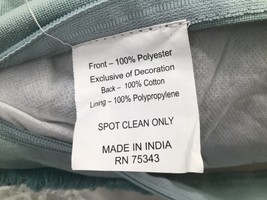 Front – 100% Polyester
Exclusive of Decoration
Back – 100% Cotton
Lining – 100% Polypropylene
SPOT CLEAN ONLY
MADE IN INDIA
RN 75343